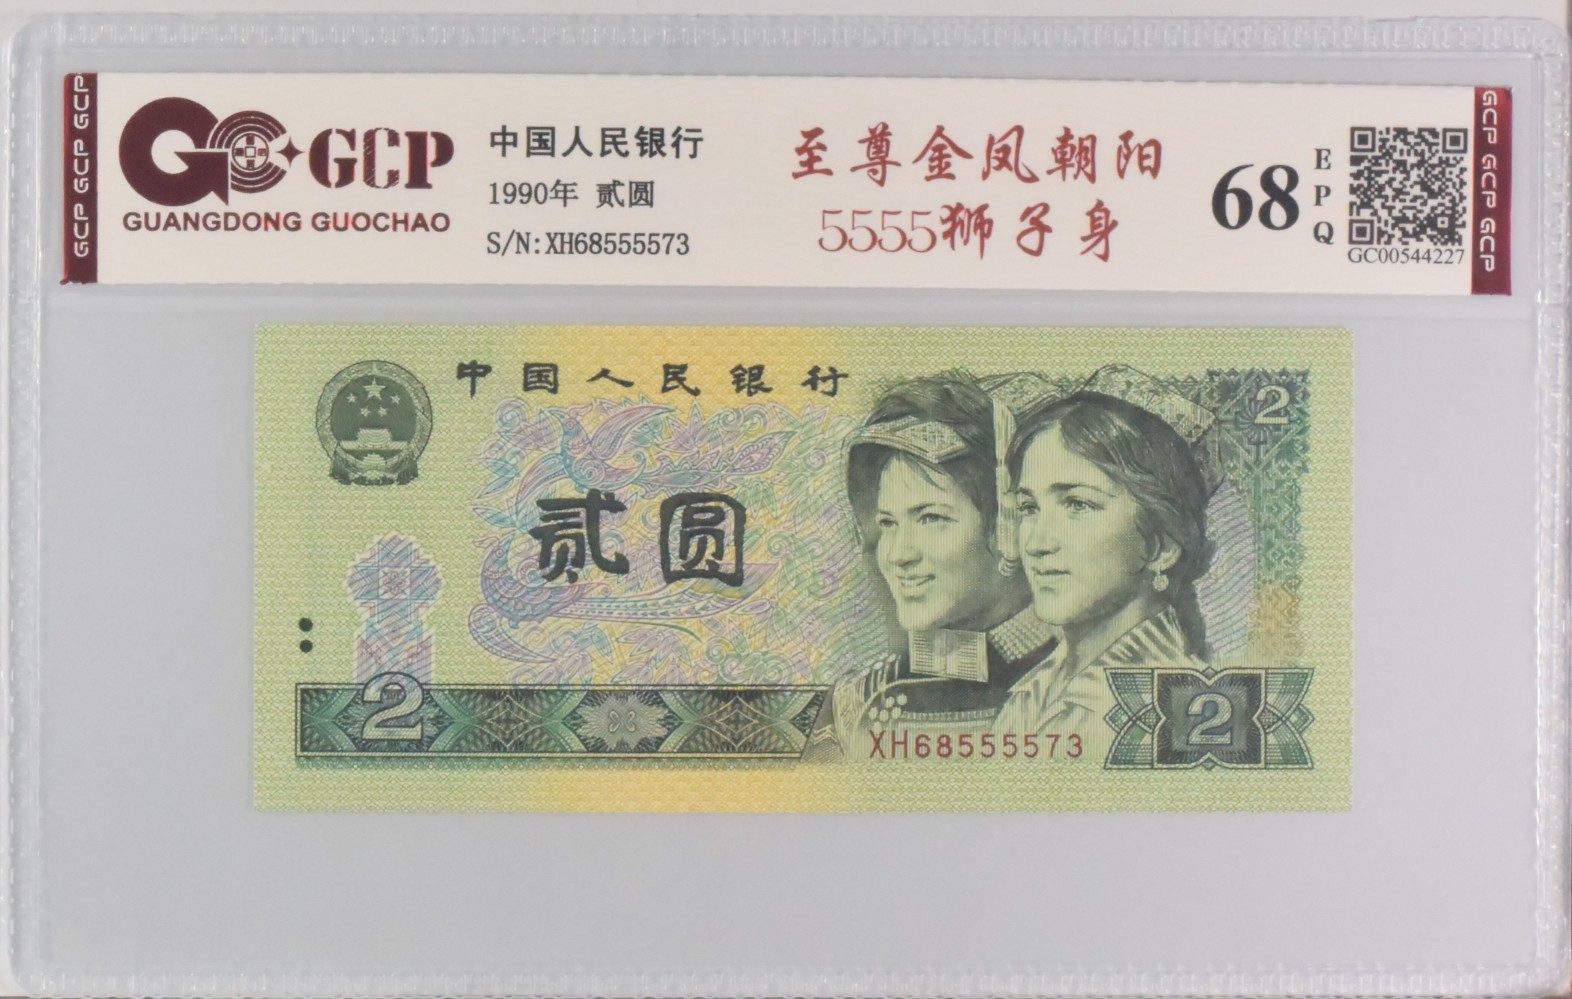 GCP GCP GCP
GCP
GUANGDONG GUOCHAO
中国人民银行
1990年 贰圆
S/N:XH68555573
至尊金凤朝阳
5555狮子身
68
EPQ
GC00544227
GCP GCP GCP
中国人民银行
2
贰圆
2
XH68555573
2